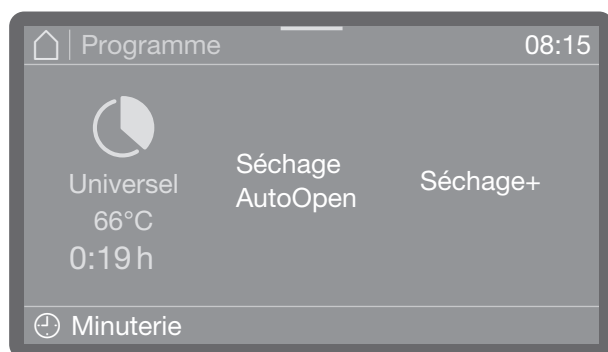 Programme
08:15
Universel
66°C
0:19 h
Séchage
AutoOpen
Séchage+
Minuterie